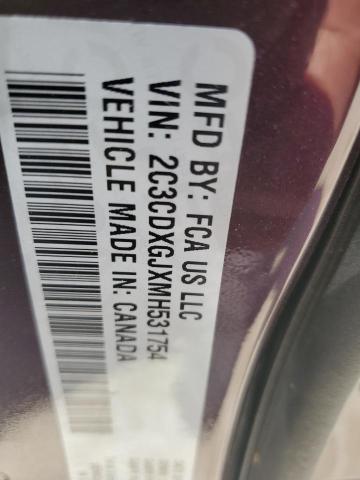 MFD BY: FCA US LLC
VIN: 2C3CDXGJXMH531754
VEHICLE MADE IN: CANADA